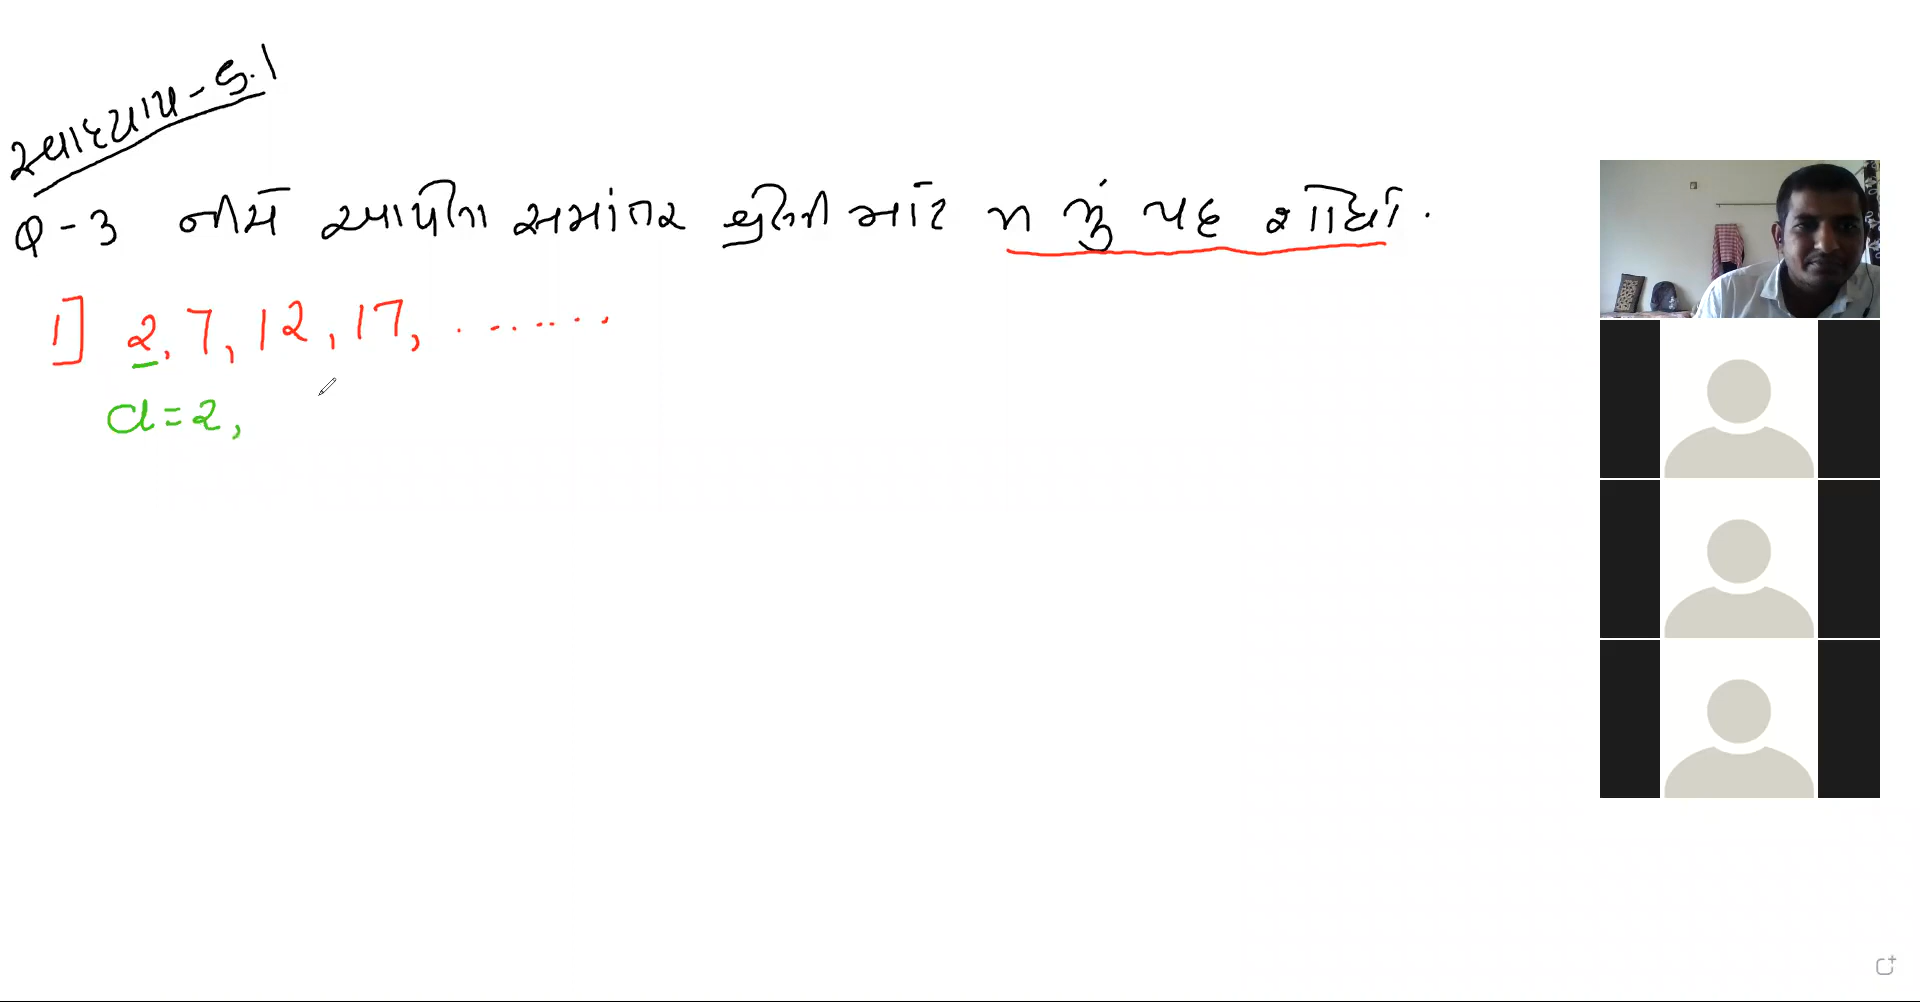 સ્વાધ્યાય-5.1
Q-3 નીચે આપેલા સમાંતર શ્રેણી માટે n મું પદ શોધો.
1] 2, 7, 12, 17, .......
a=2,